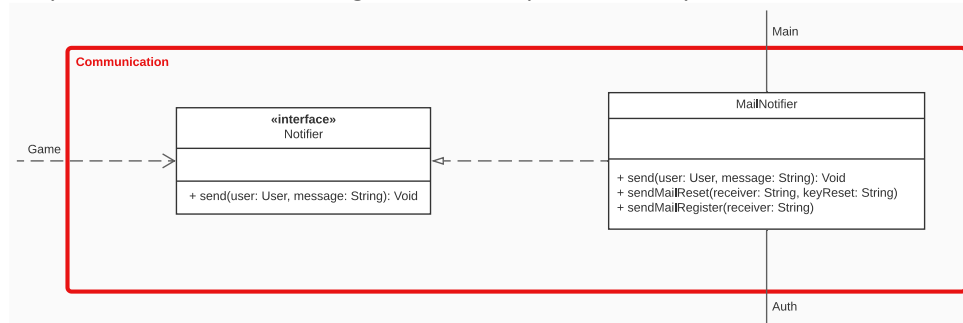 Main
Communication
«interface»
Notifier
MailNotifier
Game
+ send(user: User, message: String): Void
+ send(user: User, message: String): Void
+ sendMailReset(receiver: String, keyReset: String)
+ sendMailRegister(receiver: String)
Auth